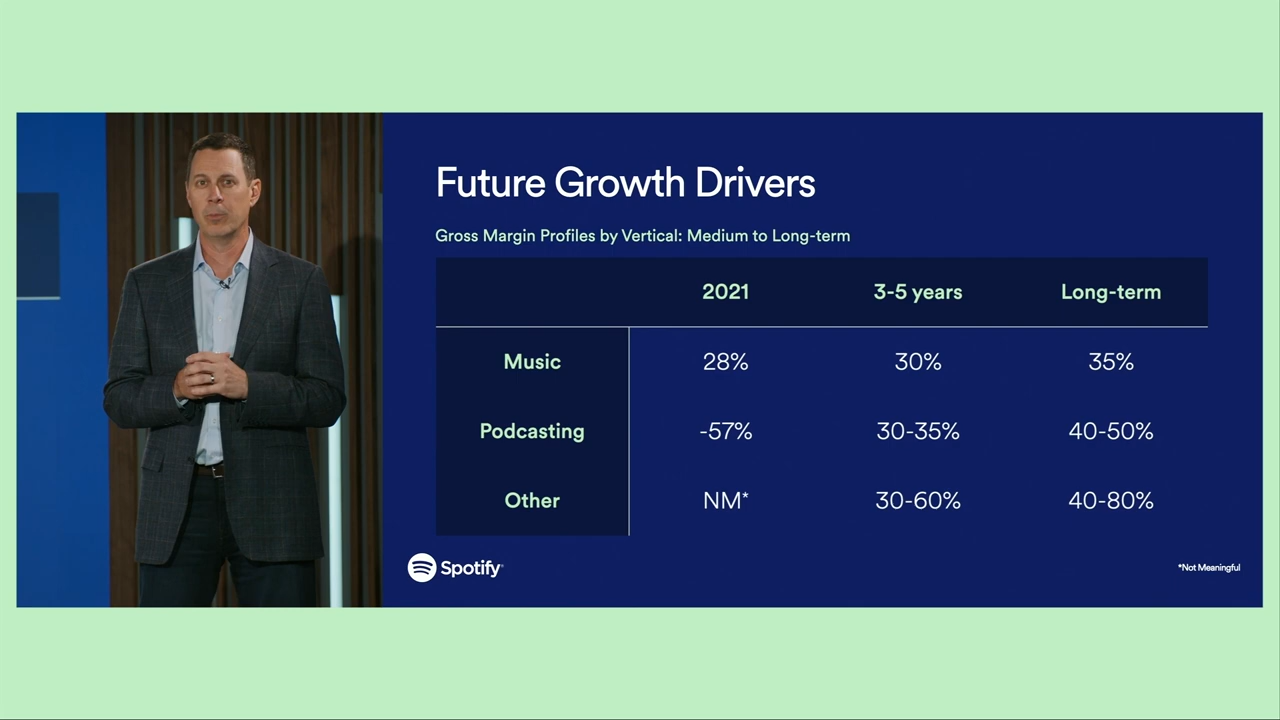 Future Growth Drivers
Gross Margin Profiles by Vertical: Medium to Long-term
2021 3-5 years Long-term
Music 28% 30% 35%
Podcasting -57% 30-35% 40-50%
Other NM* 30-60% 40-80%
Spotify
*Not Meaningful